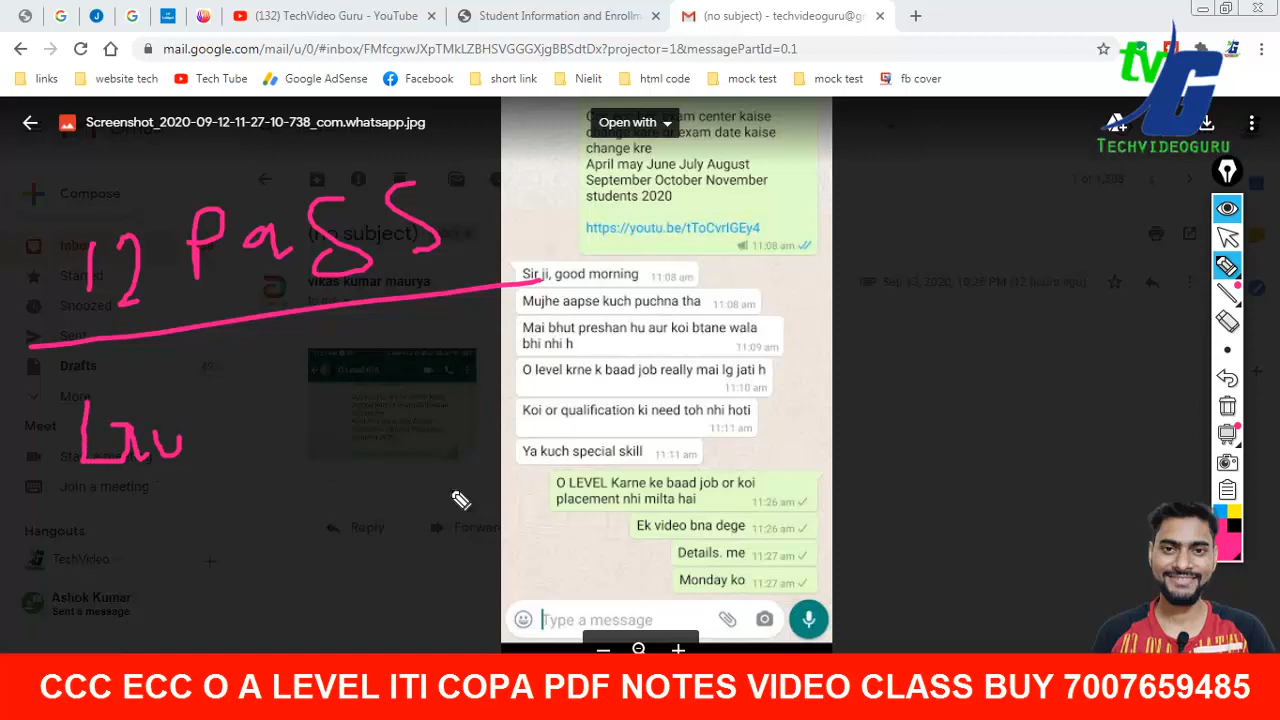 (132) TechVideo Guru - YouTube
Student Information and Enrollm
(no subject) - techvideoguru@gr
mail.google.com/mail/u/0/#inbox/FMfcgxwJXpTMkLZBHSVGGGXjgBBSdtDx?projector=1&messagePartId=0.1
links website tech Tech Tube Google AdSense Facebook short link Nielit html code mock test mock test fb cover
Screenshot_2020-09-12-11-27-10-738_com.whatsapp.jpg
Open with
TECHVIDEOGURU
Compose
(no subject)
Started
Snoozed
Sent
Drafts
More
Meet
Join a meeting
Hangouts
TechVideo
Ashok Kumar
Sent a message
vikas kumar maurya
Reply
Forward
12 PaSS
exam center kaise
change kare or exam date kaise
change kre
April may June July August
September October November
students 2020
https://youtu.be/tToCvrIGEy4
11:08 am
Sir ji, good morning 11:08 am
Mujhe aapse kuch puchna tha 11:08 am
Mai bhut preshan hu aur koi btane wala
bhi nhi h 11:09 am
O level krne k baad job really mai lg jati h
11:10 am
Koi or qualification ki need toh nhi hoti
11:11 am
Ya kuch special skill 11:11 am
O LEVEL Karne ke baad job or koi
placement nhi milta hai 11:26 am
Ek video bna dege 11:26 am
Details. me 11:27 am
Monday ko 11:27 am
Type a message
CCC ECC O A LEVEL ITI COPA PDF NOTES VIDEO CLASS BUY 7007659485